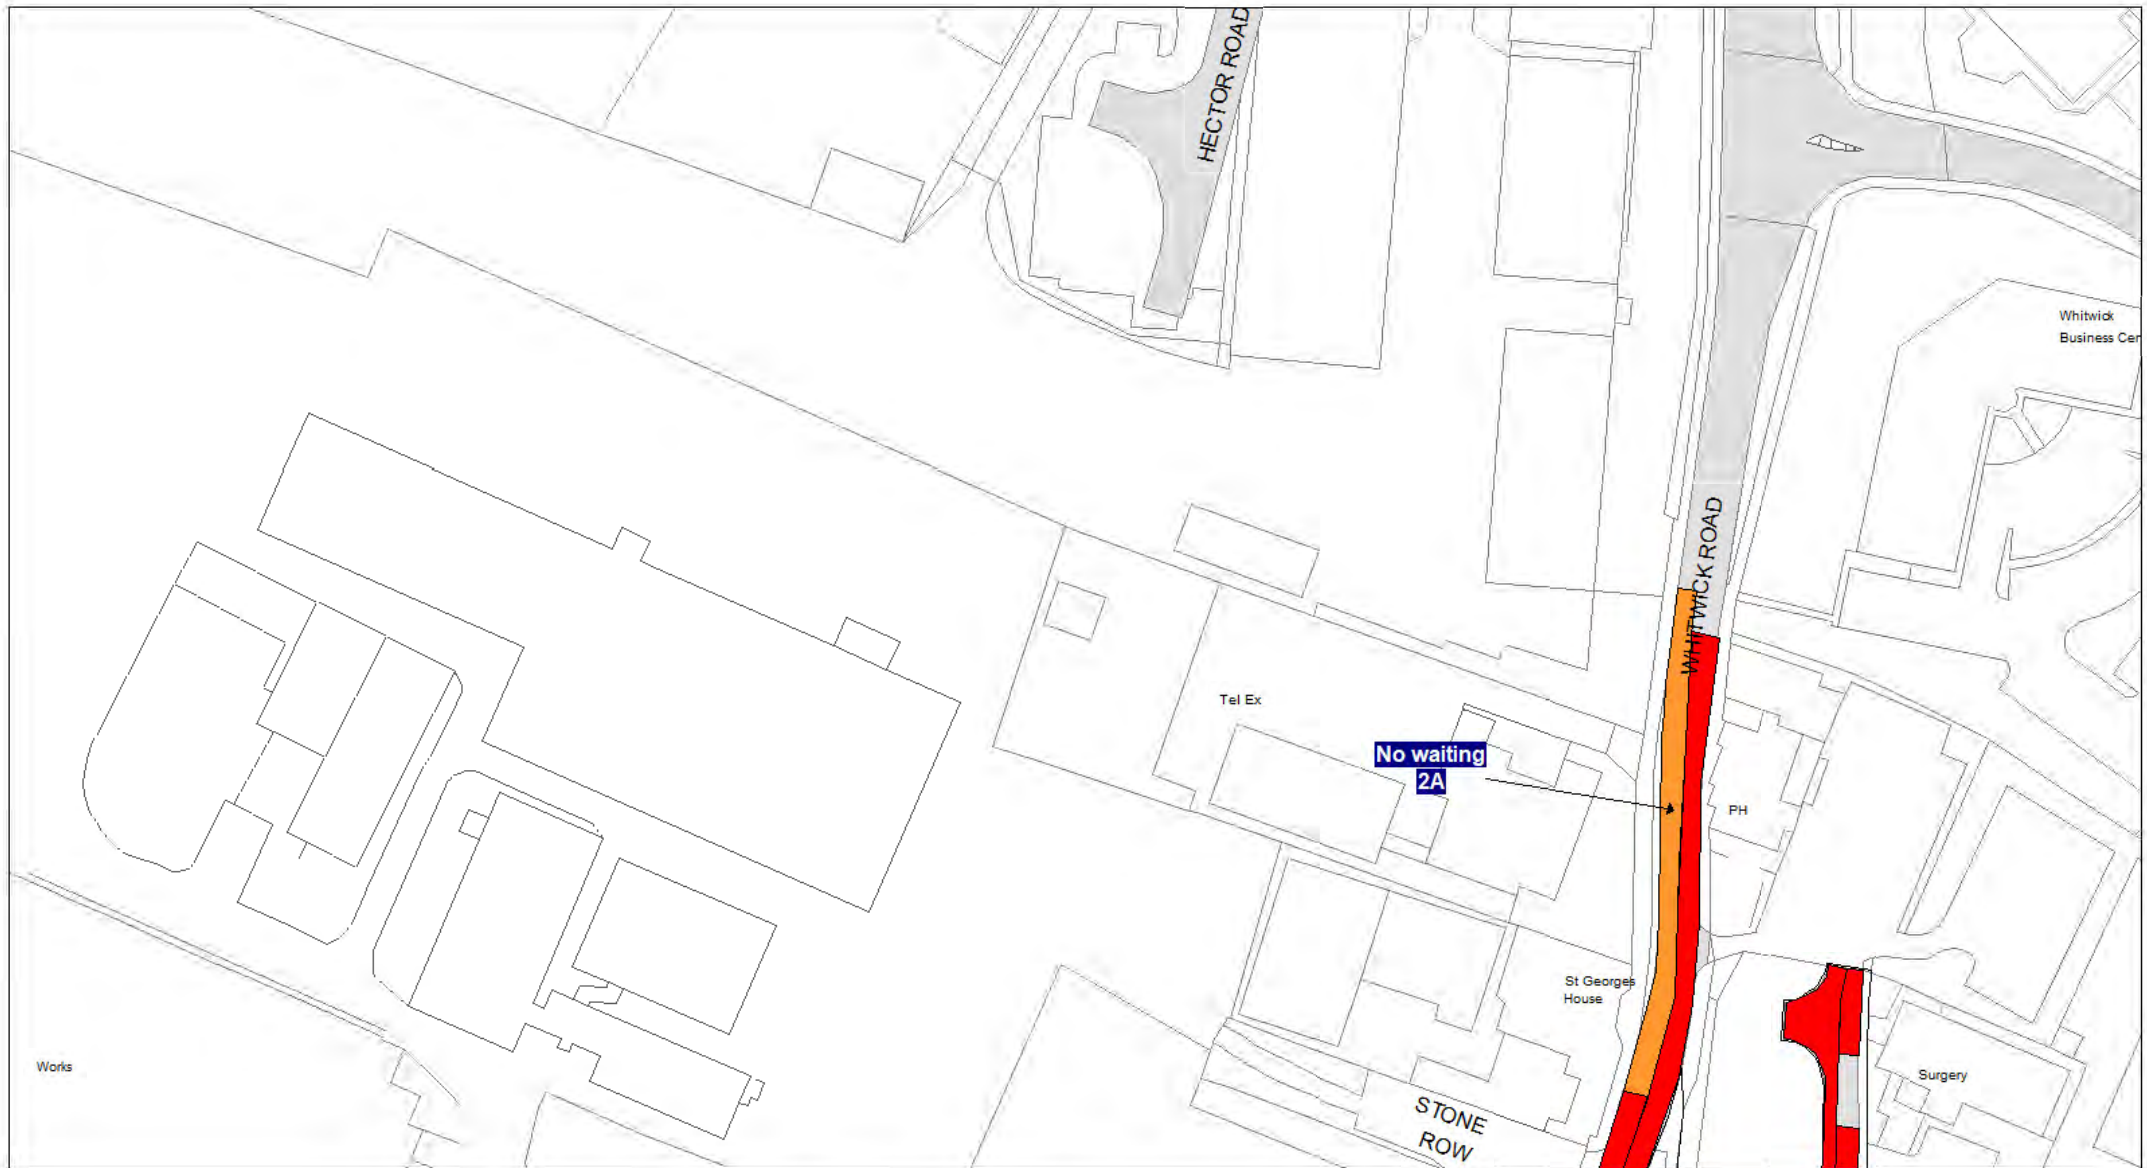 HECTOR ROAD
Whitwick
Business Cer
WHITWICK ROAD
Tel Ex
No waiting
2A
PH
St Georges
House
Works
Surgery
STONE
ROW